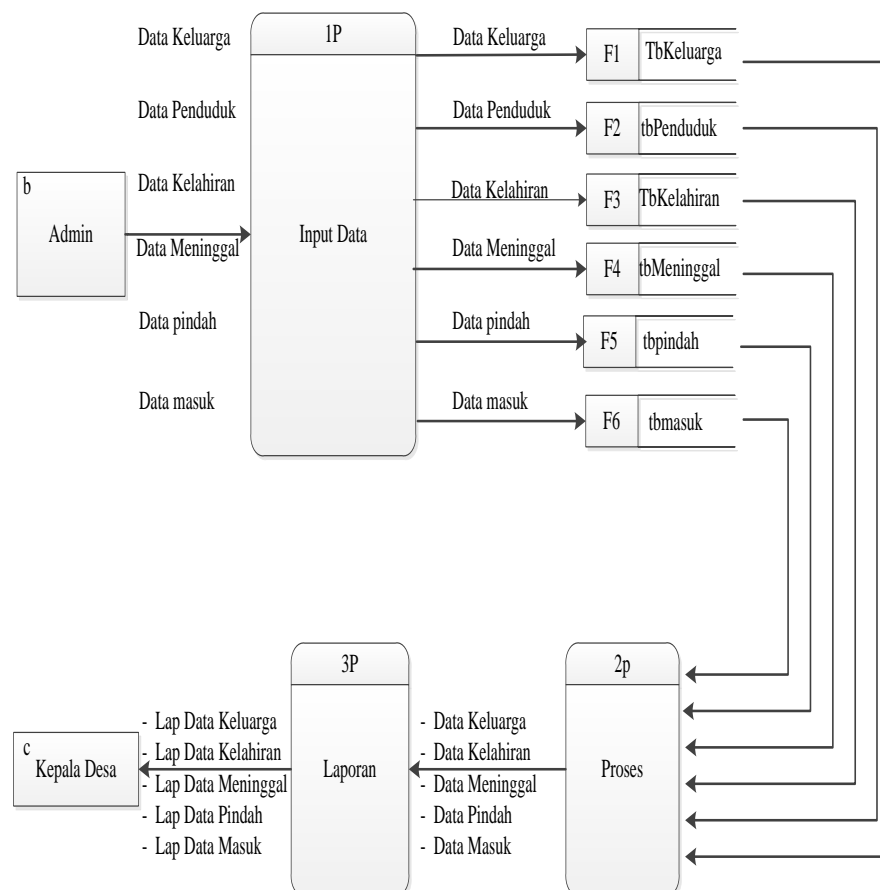 Data Keluarga
Data Penduduk
Data Kelahiran
Data Meninggal
Data pindah
Data masuk
b
Admin
1P
Input Data
Data Keluarga
Data Penduduk
Data Kelahiran
Data Meninggal
Data pindah
Data masuk
F1 TbKeluarga
F2 tbPenduduk
F3 TbKelahiran
F4 tbMeninggal
F5 tbpindah
F6 tbmasuk
c
Kepala Desa
- Lap Data Keluarga
- Lap Data Kelahiran
- Lap Data Meninggal
- Lap Data Pindah
- Lap Data Masuk
3P
Laporan
- Data Keluarga
- Data Kelahiran
- Data Meninggal
- Data Pindah
- Data Masuk
2p
Proses